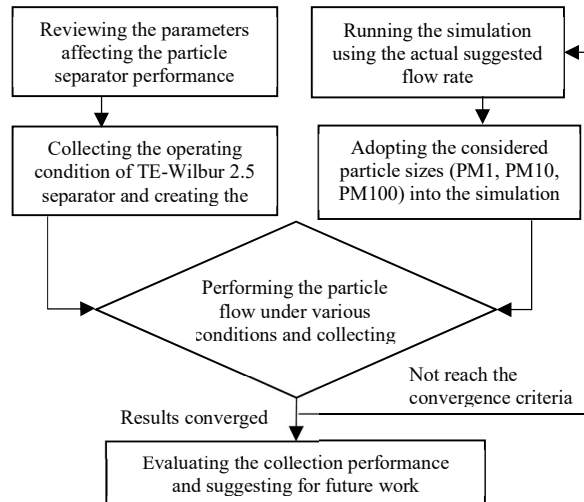 Reviewing the parameters
affecting the particle
separator performance
Collecting the operating
condition of TE-Wilbur 2.5
separator and creating the
Running the simulation
using the actual suggested
flow rate
Adopting the considered
particle sizes (PM1, PM10,
PM100) into the simulation
Performing the particle
flow under various
conditions and collecting
Not reach the
convergence criteria
Results converged
Evaluating the collection performance
and suggesting for future work